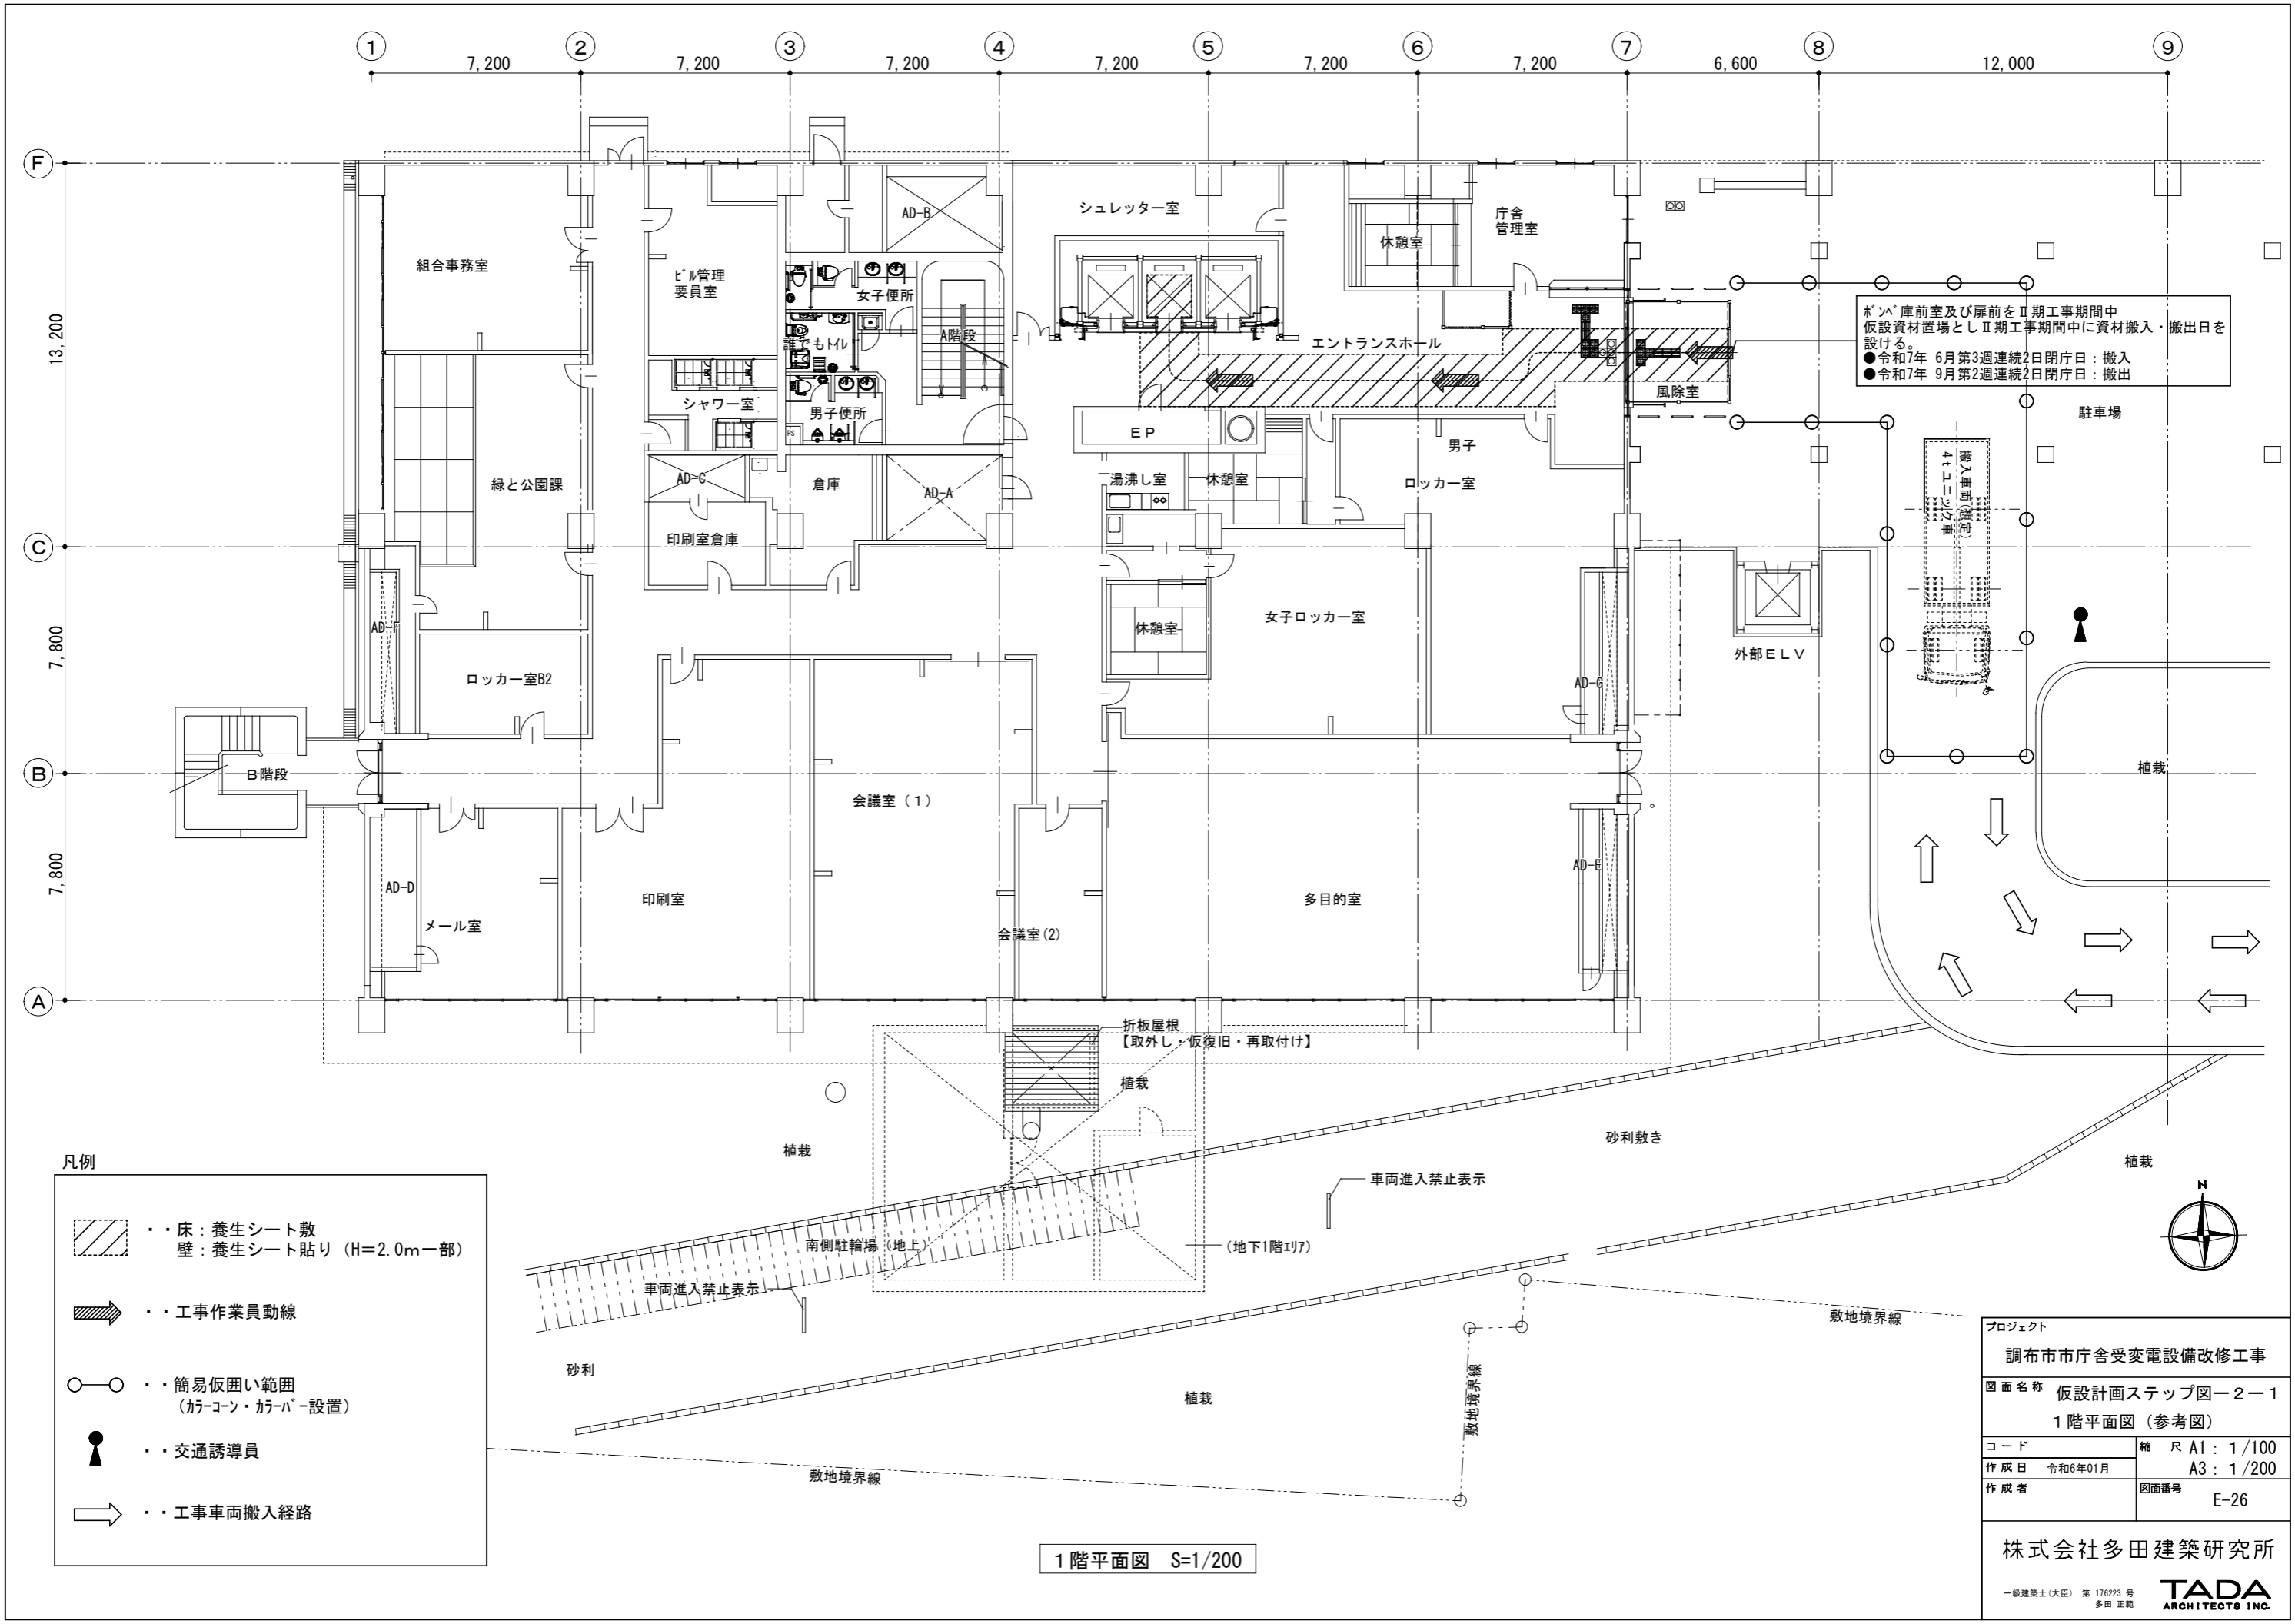 ① ② ③ ④ ⑤ ⑥ ⑦ ⑧ ⑨
7,200 7,200 7,200 7,200 7,200 7,200 6,600 12,000
Ⓕ
Ⓒ
Ⓑ
Ⓐ
13,200
7,800
7,800
組合事務室
ビル管理
要員室
AD-B
女子便所
誰でもトイレ
A階段
シャワー室
男子便所
PS
シュレッター室
休憩室
庁舎
管理室
エントランスホール
風除室
ボンベ庫前室及び扉前をⅡ期工事期間中
仮設資材置場としⅡ期工事期間中に資材搬入・搬出日を
設ける。
●令和7年 6月第3週連続2日閉庁日：搬入
●令和7年 9月第2週連続2日閉庁日：搬出
駐車場
緑と公園課
AD-C
倉庫
AD-A
印刷室倉庫
EP
湯沸し室
休憩室
男子
ロッカー室
搬入車両(想定)
4tユニック車
AD-F
ロッカー室B2
休憩室
女子ロッカー室
AD-G
外部ELV
B階段
会議室（1）
植栽
AD-D
メール室
印刷室
会議室(2)
多目的室
AD-E
折板屋根
【取外し・仮復旧・再取付け】
植栽
植栽
砂利敷き
植栽
車両進入禁止表示
南側駐輪場（地上）
(地下1階エリア)
車両進入禁止表示
砂利
植栽
敷地境界線
敷地境界線
敷地境界線
N
凡例
・・床：養生シート敷
壁：養生シート貼り（H=2.0m一部）
・・工事作業員動線
・・簡易仮囲い範囲
（カラーコーン・カラーバー設置）
・・交通誘導員
・・工事車両搬入経路
1階平面図 S=1/200
プロジェクト
調布市市庁舎受変電設備改修工事
図面名称 仮設計画ステップ図－2－1
1階平面図（参考図）
コード
縮 尺 A1：1/100
A3：1/200
作成日 令和6年01月
作成者
図面番号 E-26
株式会社多田建築研究所
一級建築士(大臣) 第 176223 号
多田 正範
TADA
ARCHITECTS INC.